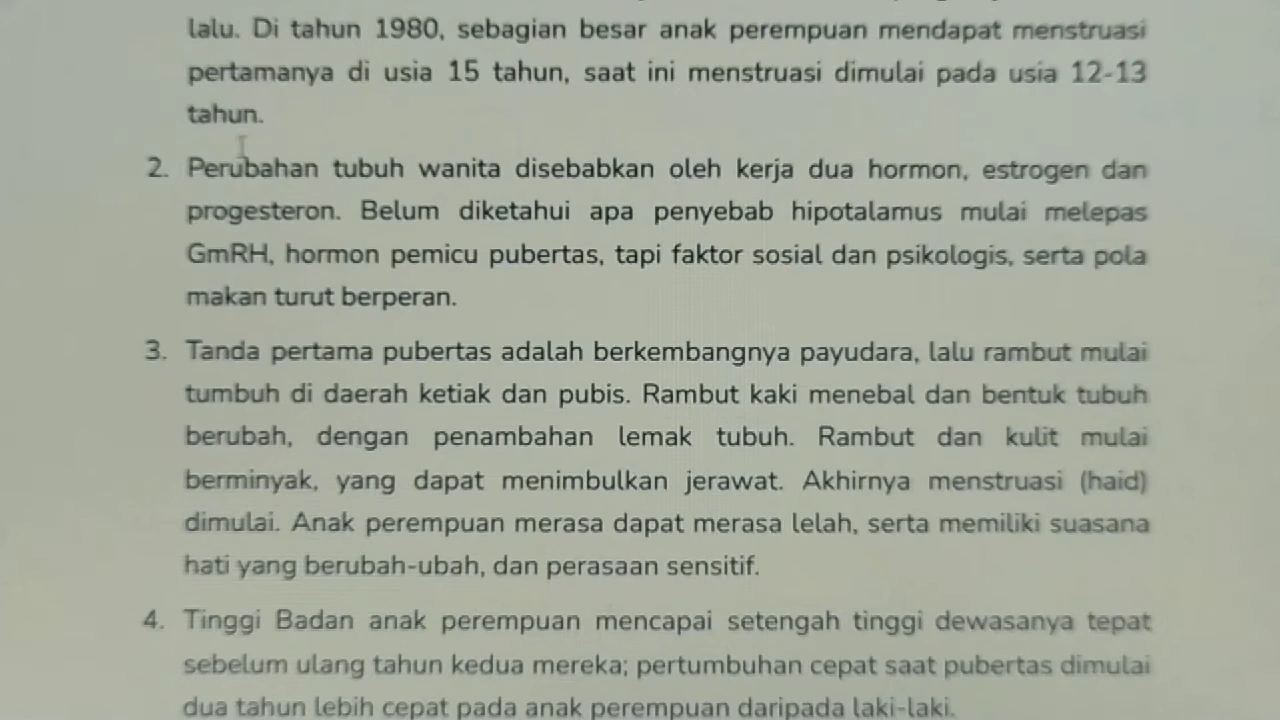 lalu. Di tahun 1980, sebagian besar anak perempuan mendapat menstruasi
pertamanya di usia 15 tahun, saat ini menstruasi dimulai pada usia 12-13
tahun.
2. Perubahan tubuh wanita disebabkan oleh kerja dua hormon, estrogen dan
progesteron. Belum diketahui apa penyebab hipotalamus mulai melepas
GmRH, hormon pemicu pubertas, tapi faktor sosial dan psikologis, serta pola
makan turut berperan.
3. Tanda pertama pubertas adalah berkembangnya payudara, lalu rambut mulai
tumbuh di daerah ketiak dan pubis. Rambut kaki menebal dan bentuk tubuh
berubah, dengan penambahan lemak tubuh. Rambut dan kulit mulai
berminyak, yang dapat menimbulkan jerawat. Akhirnya menstruasi (haid)
dimulai. Anak perempuan merasa dapat merasa lelah, serta memiliki suasana
hati yang berubah-ubah, dan perasaan sensitif.
4. Tinggi Badan anak perempuan mencapai setengah tinggi dewasanya tepat
sebelum ulang tahun kedua mereka; pertumbuhan cepat saat pubertas dimulai
dua tahun lebih cepat pada anak perempuan daripada laki-laki.